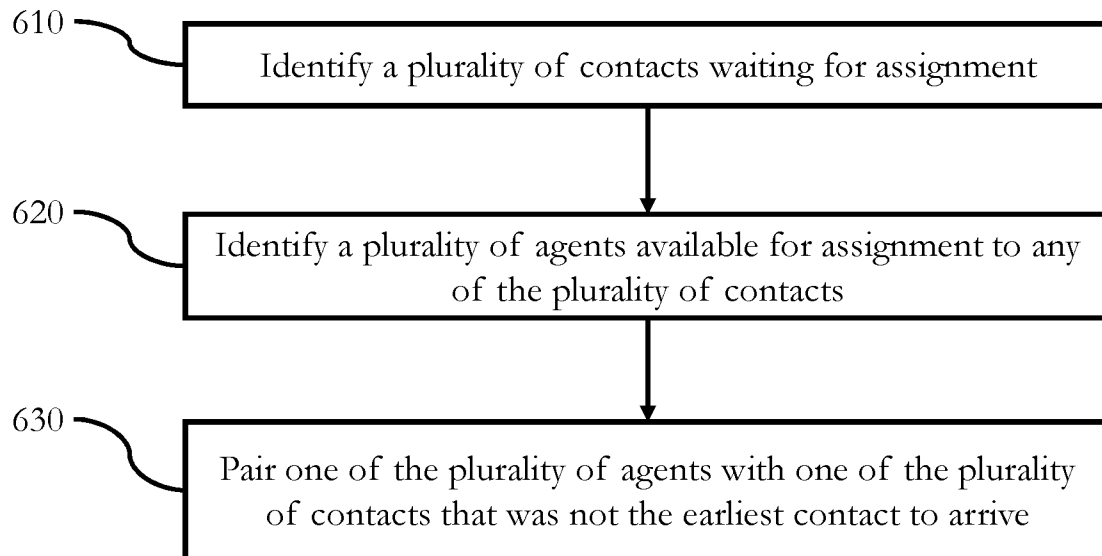 610
Identify a plurality of contacts waiting for assignment
620
Identify a plurality of agents available for assignment to any
of the plurality of contacts
630
Pair one of the plurality of agents with one of the plurality
of contacts that was not the earliest contact to arrive